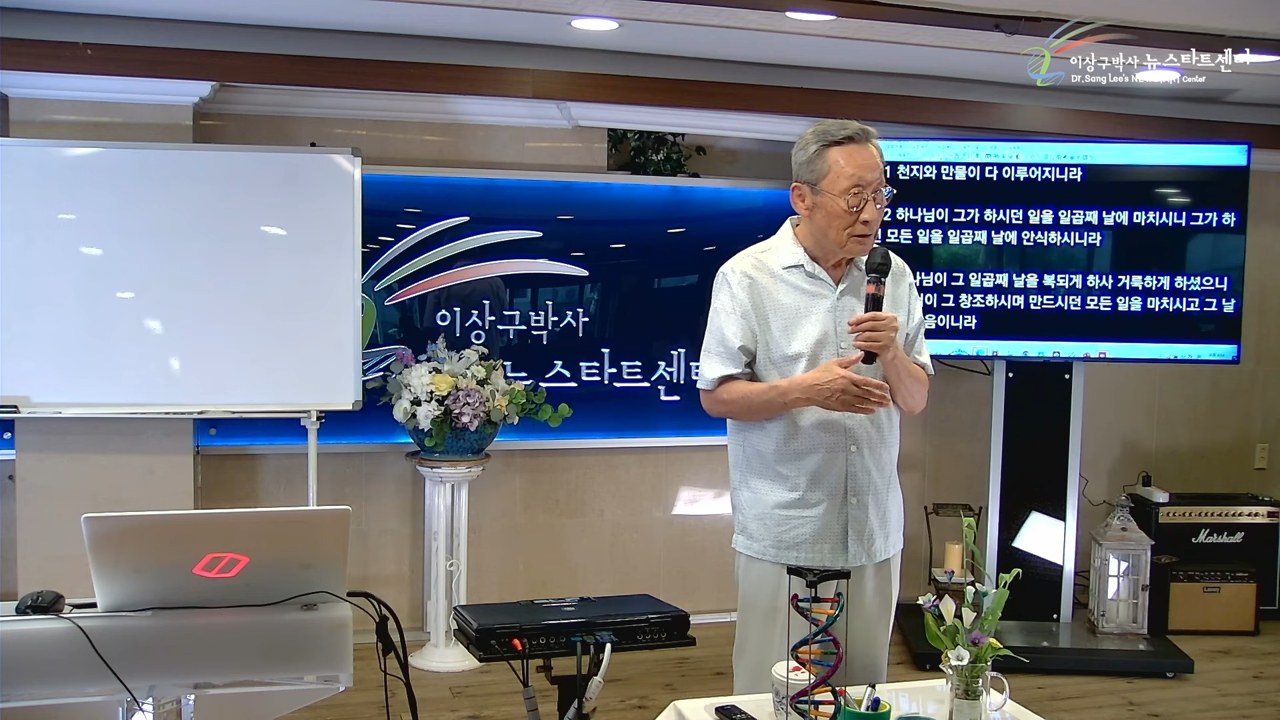 이상구박사 뉴스타트센터
Dr.Sang Lee's Center
1 천지와 만물이 다 이루어지니라
2 하나님이 그가 하시던 일을 일곱째 날에 마치시니 그가 하
모든 일을 일곱째 날에 안식하시니라
그 일곱째 날을 복되게 하사 거룩하게 하셨으니
그 창조하시며 만드시던 모든 일을 마치시고 그 날
음이니라
이상구박사
뉴스타트센
Marshall
Laney